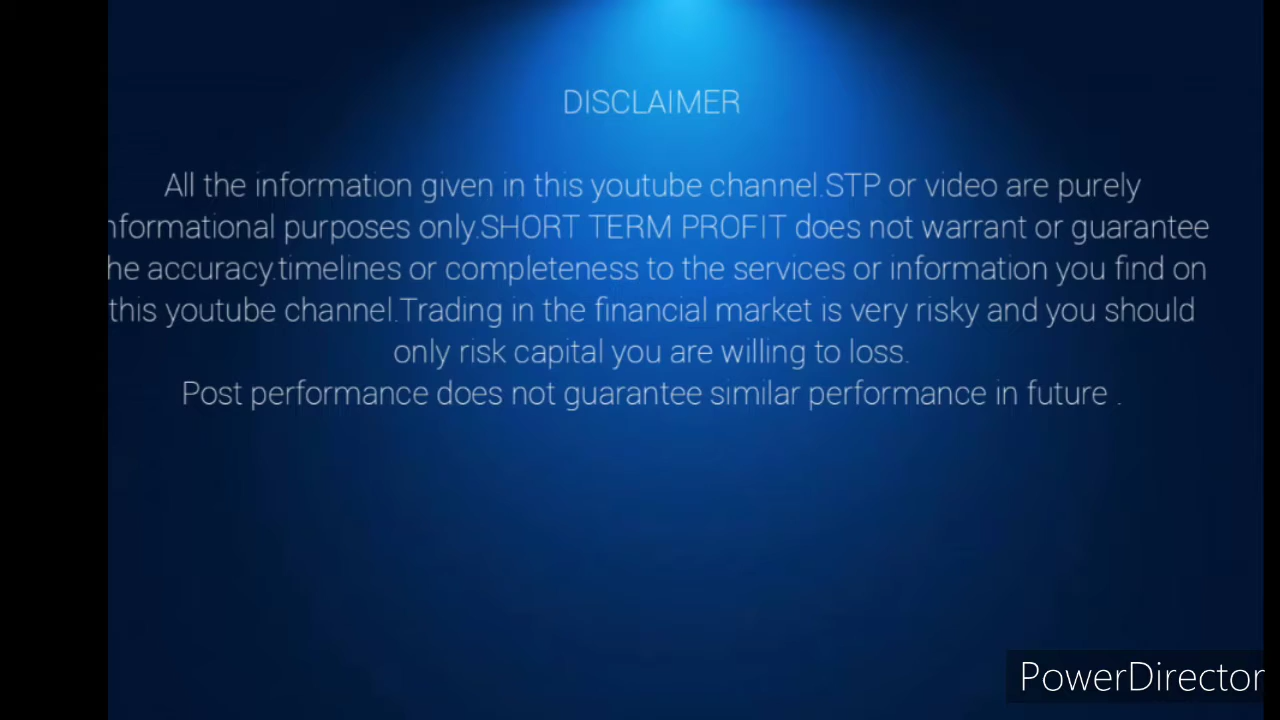 DISCLAIMER
All the information given in this youtube channel.STP or video are purely
nformational purposes only.SHORT TERM PROFIT does not warrant or guarantee
he accuracy.timelines or completeness to the services or information you find on
this youtube channel.Trading in the financial market is very risky and you should
only risk capital you are willing to loss.
Post performance does not guarantee similar performance in future .
PowerDirector